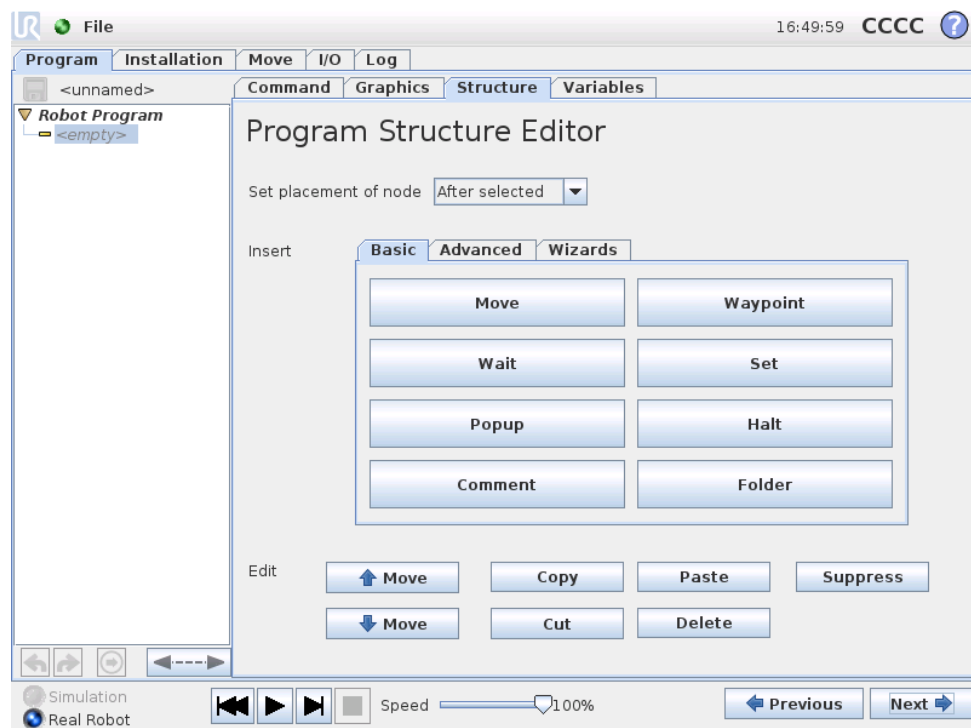 UR File 16:49:59 CCCC ?
Program Installation Move I/O Log
<unnamed> Command Graphics Structure Variables
Robot Program
<empty>
Program Structure Editor
Set placement of node After selected
Insert Basic Advanced Wizards
Move Waypoint
Wait Set
Popup Halt
Comment Folder
Edit Move Copy Paste Suppress
Move Cut Delete
Simulation
Real Robot
Speed 100% Previous Next